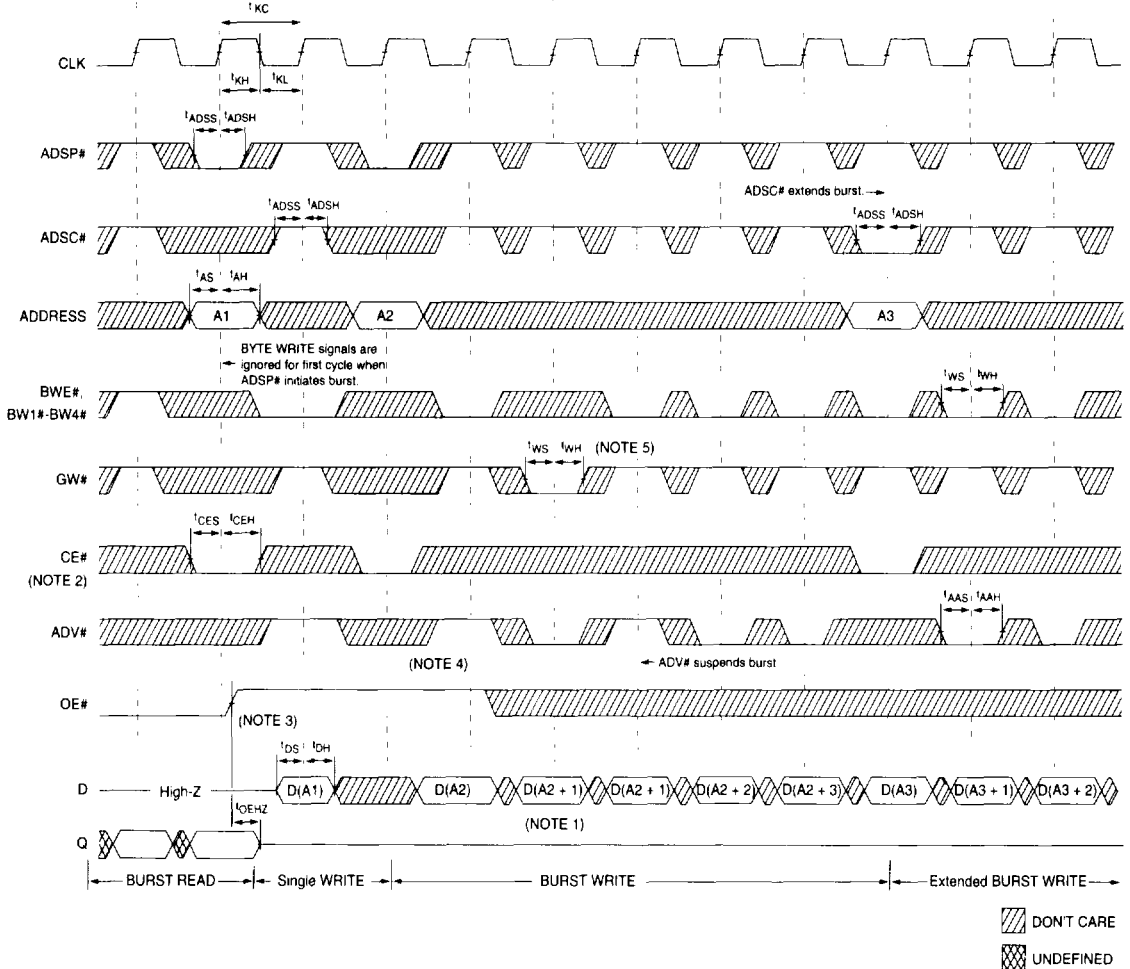 tKC
CLK
tKH tKL
tADSS tADSH
ADSP#
ADSC# extends burst.
tADSS tADSH
tADSS tADSH
ADSC#
tAS tAH
ADDRESS A1 A2 A3
BYTE WRITE signals are
ignored for first cycle when
ADSP# initiates burst.
BWE#,
BW1#-BW4#
tWS tWH
tWS tWH (NOTE 5)
GW#
tCES tCEH
CE#
(NOTE 2)
tAAS tAAH
ADV#
(NOTE 4) ADV# suspends burst
OE#
(NOTE 3)
tDS tDH
D High-Z D(A1) D(A2) D(A2 + 1) D(A2 + 1) D(A2 + 2) D(A2 + 3) D(A3) D(A3 + 1) D(A3 + 2)
tOEHZ
(NOTE 1)
Q
BURST READ Single WRITE BURST WRITE Extended BURST WRITE
DON'T CARE
UNDEFINED